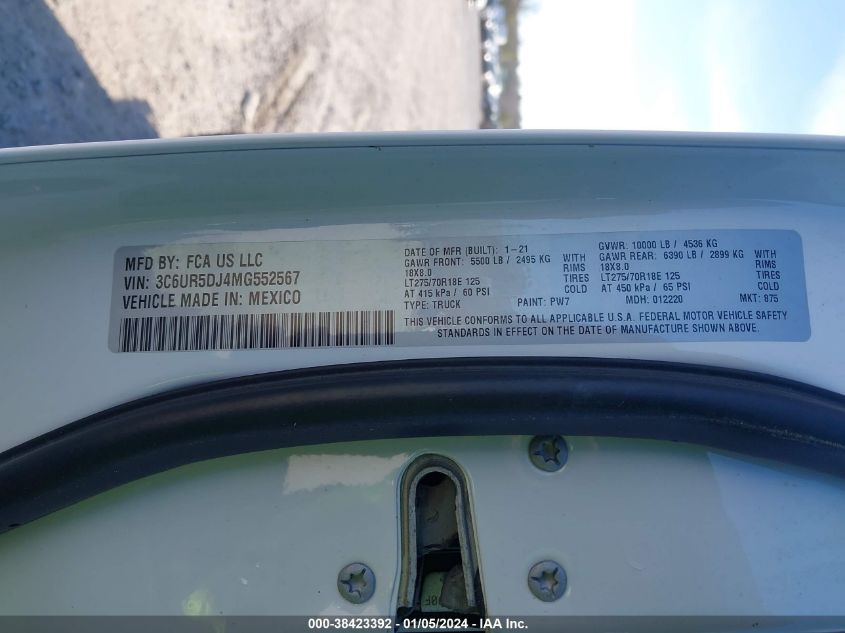 MFD BY: FCA US LLC
VIN: 3C6UR5DJ4MG552567
VEHICLE MADE IN: MEXICO
DATE OF MFR (BUILT): 1-21
GAWR FRONT: 5500 LB / 2495 KG WITH
18X8.0 RIMS
LT275/70R18E 125 TIRES
AT 415 kPa / 60 PSI COLD
TYPE: TRUCK PAINT: PW7
GVWR: 10000 LB / 4536 KG
GAWR REAR: 6390 LB / 2899 KG WITH
18X8.0 RIMS
LT275/70R18E 125 TIRES
AT 450 kPa / 65 PSI COLD
MDH: 012220 MKT: 875
THIS VEHICLE CONFORMS TO ALL APPLICABLE U.S.A. FEDERAL MOTOR VEHICLE SAFETY
STANDARDS IN EFFECT ON THE DATE OF MANUFACTURE SHOWN ABOVE.
000-38423392 - 01/05/2024 - IAA Inc.